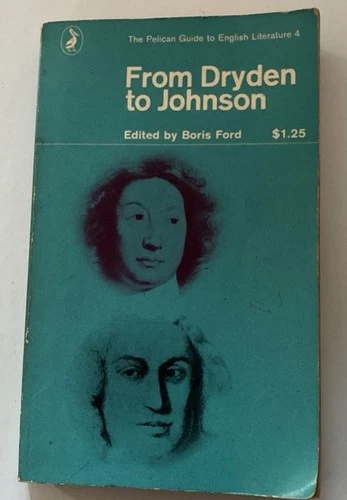 The Pelican Guide to English Literature 4
From Dryden
to Johnson
Edited by Boris Ford $1.25